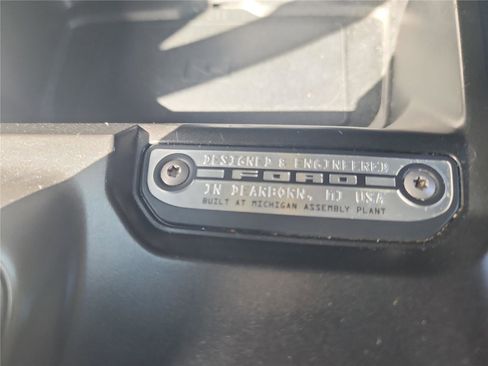 DESIGNED & ENGINEERED
FORD
IN DEARBORN, MI USA
BUILT AT MICHIGAN ASSEMBLY PLANT